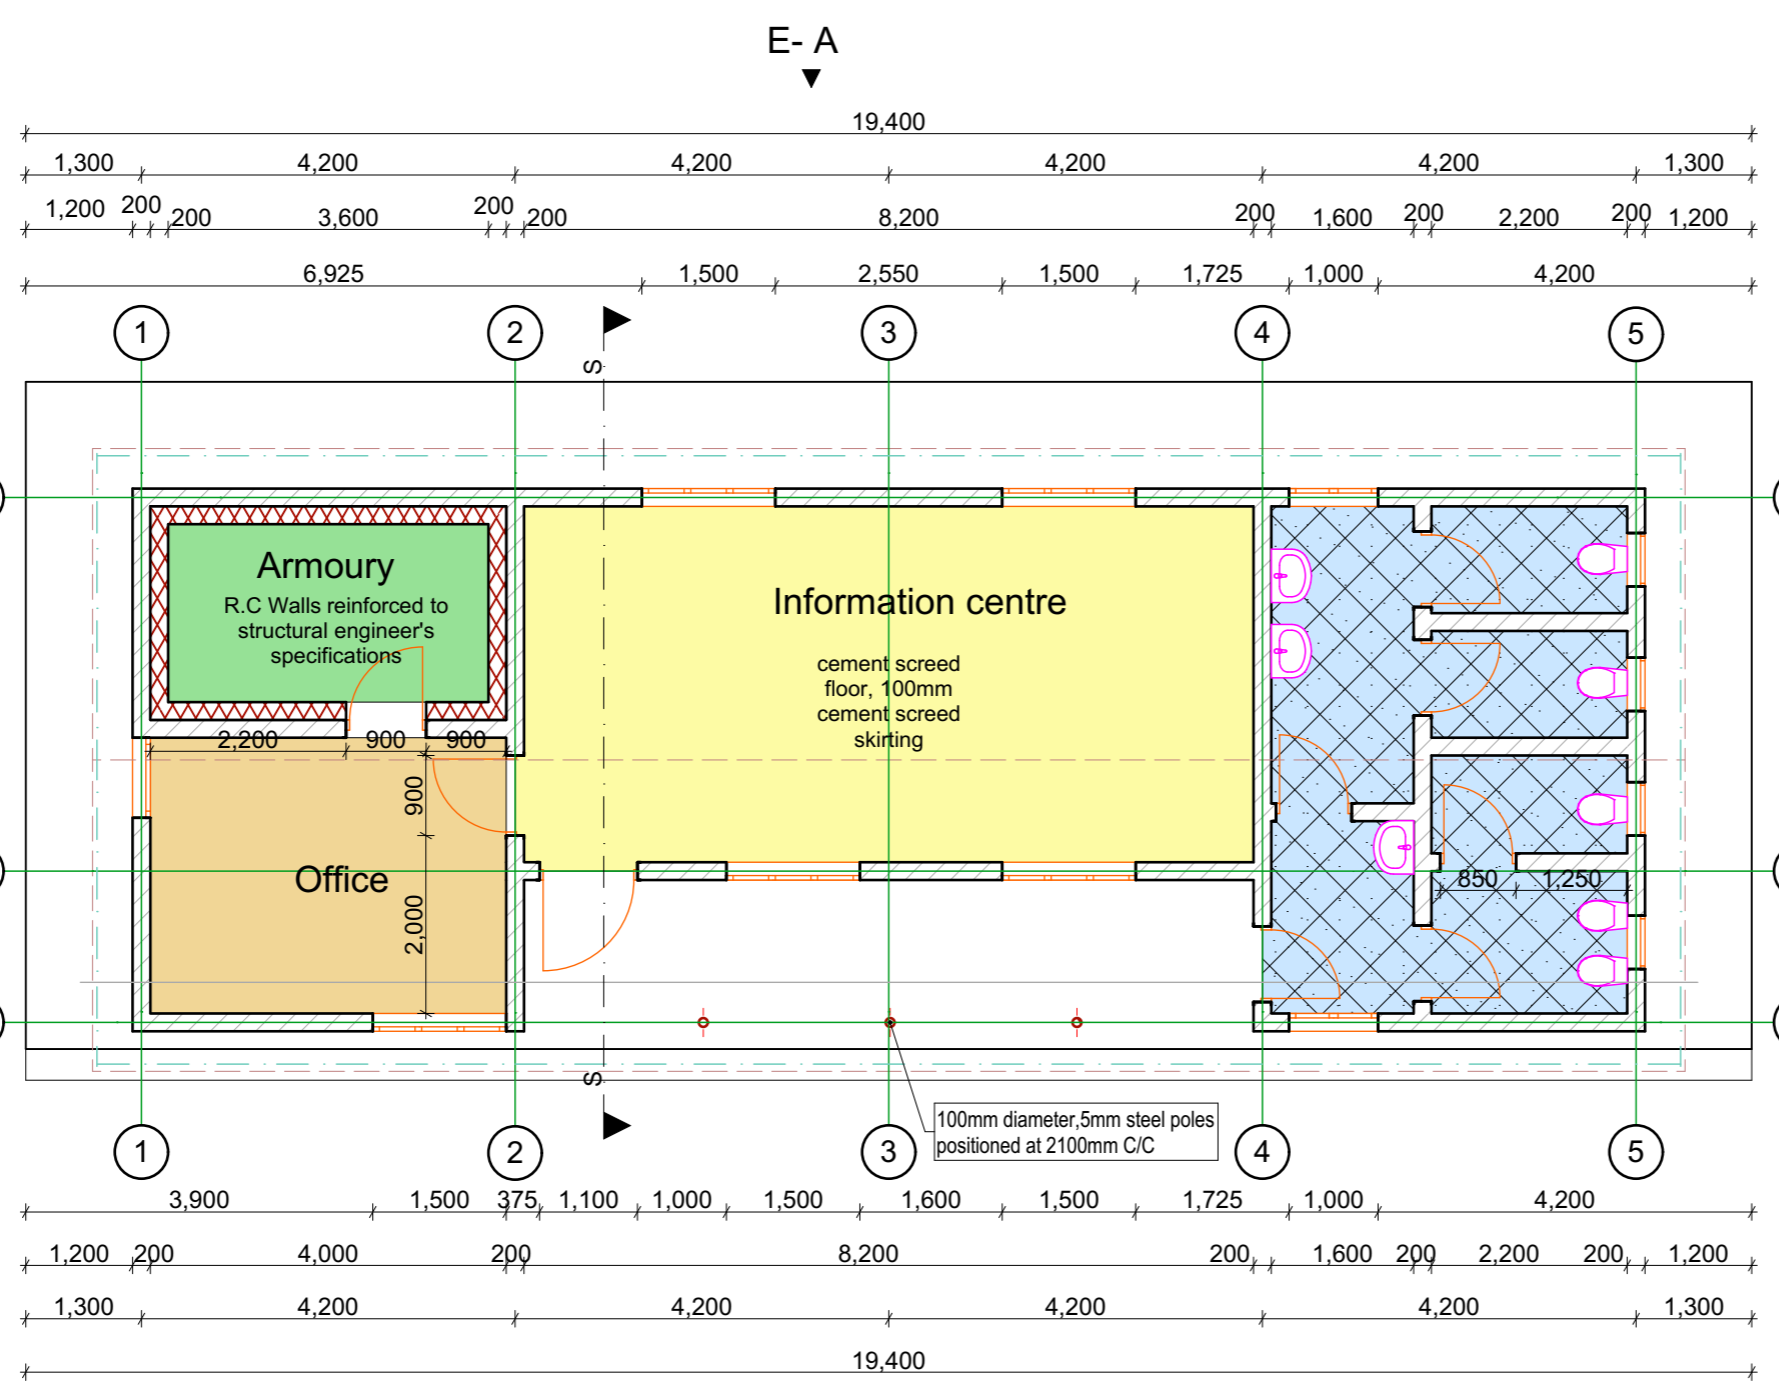 E- A
19,400
1,300 4,200 4,200 4,200 4,200 1,300
1,200 200 200 3,600 200 200 8,200 200 1,600 200 2,200 200 1,200
6,925 1,500 2,550 1,500 1,725 1,000 4,200
1 2 3 4 5
S
Armoury
R.C Walls reinforced to
structural engineer's
specifications
Information centre
cement screed
floor, 100mm
cement screed
skirting
2,200 900 900
900
Office
2,000
850 1,250
S
100mm diameter,5mm steel poles
positioned at 2100mm C/C
1 2 3 4 5
3,900 1,500 375 1,100 1,000 1,500 1,600 1,500 1,725 1,000 4,200
1,200 200 4,000 200 8,200 200 1,600 200 2,200 200 1,200
1,300 4,200 4,200 4,200 4,200 1,300
19,400